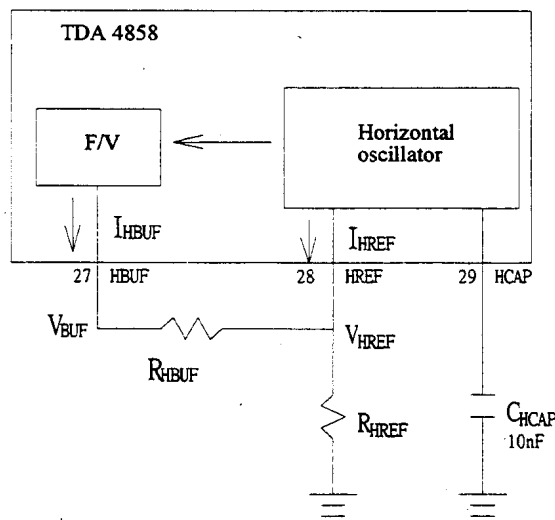 TDA 4858
F/V
Horizontal
oscillator
IHBUF
IHREF
27 HBUF
28 HREF
29 HCAP
VBUF
VHREF
RHBUF
RHREF
CHCAP
10nF